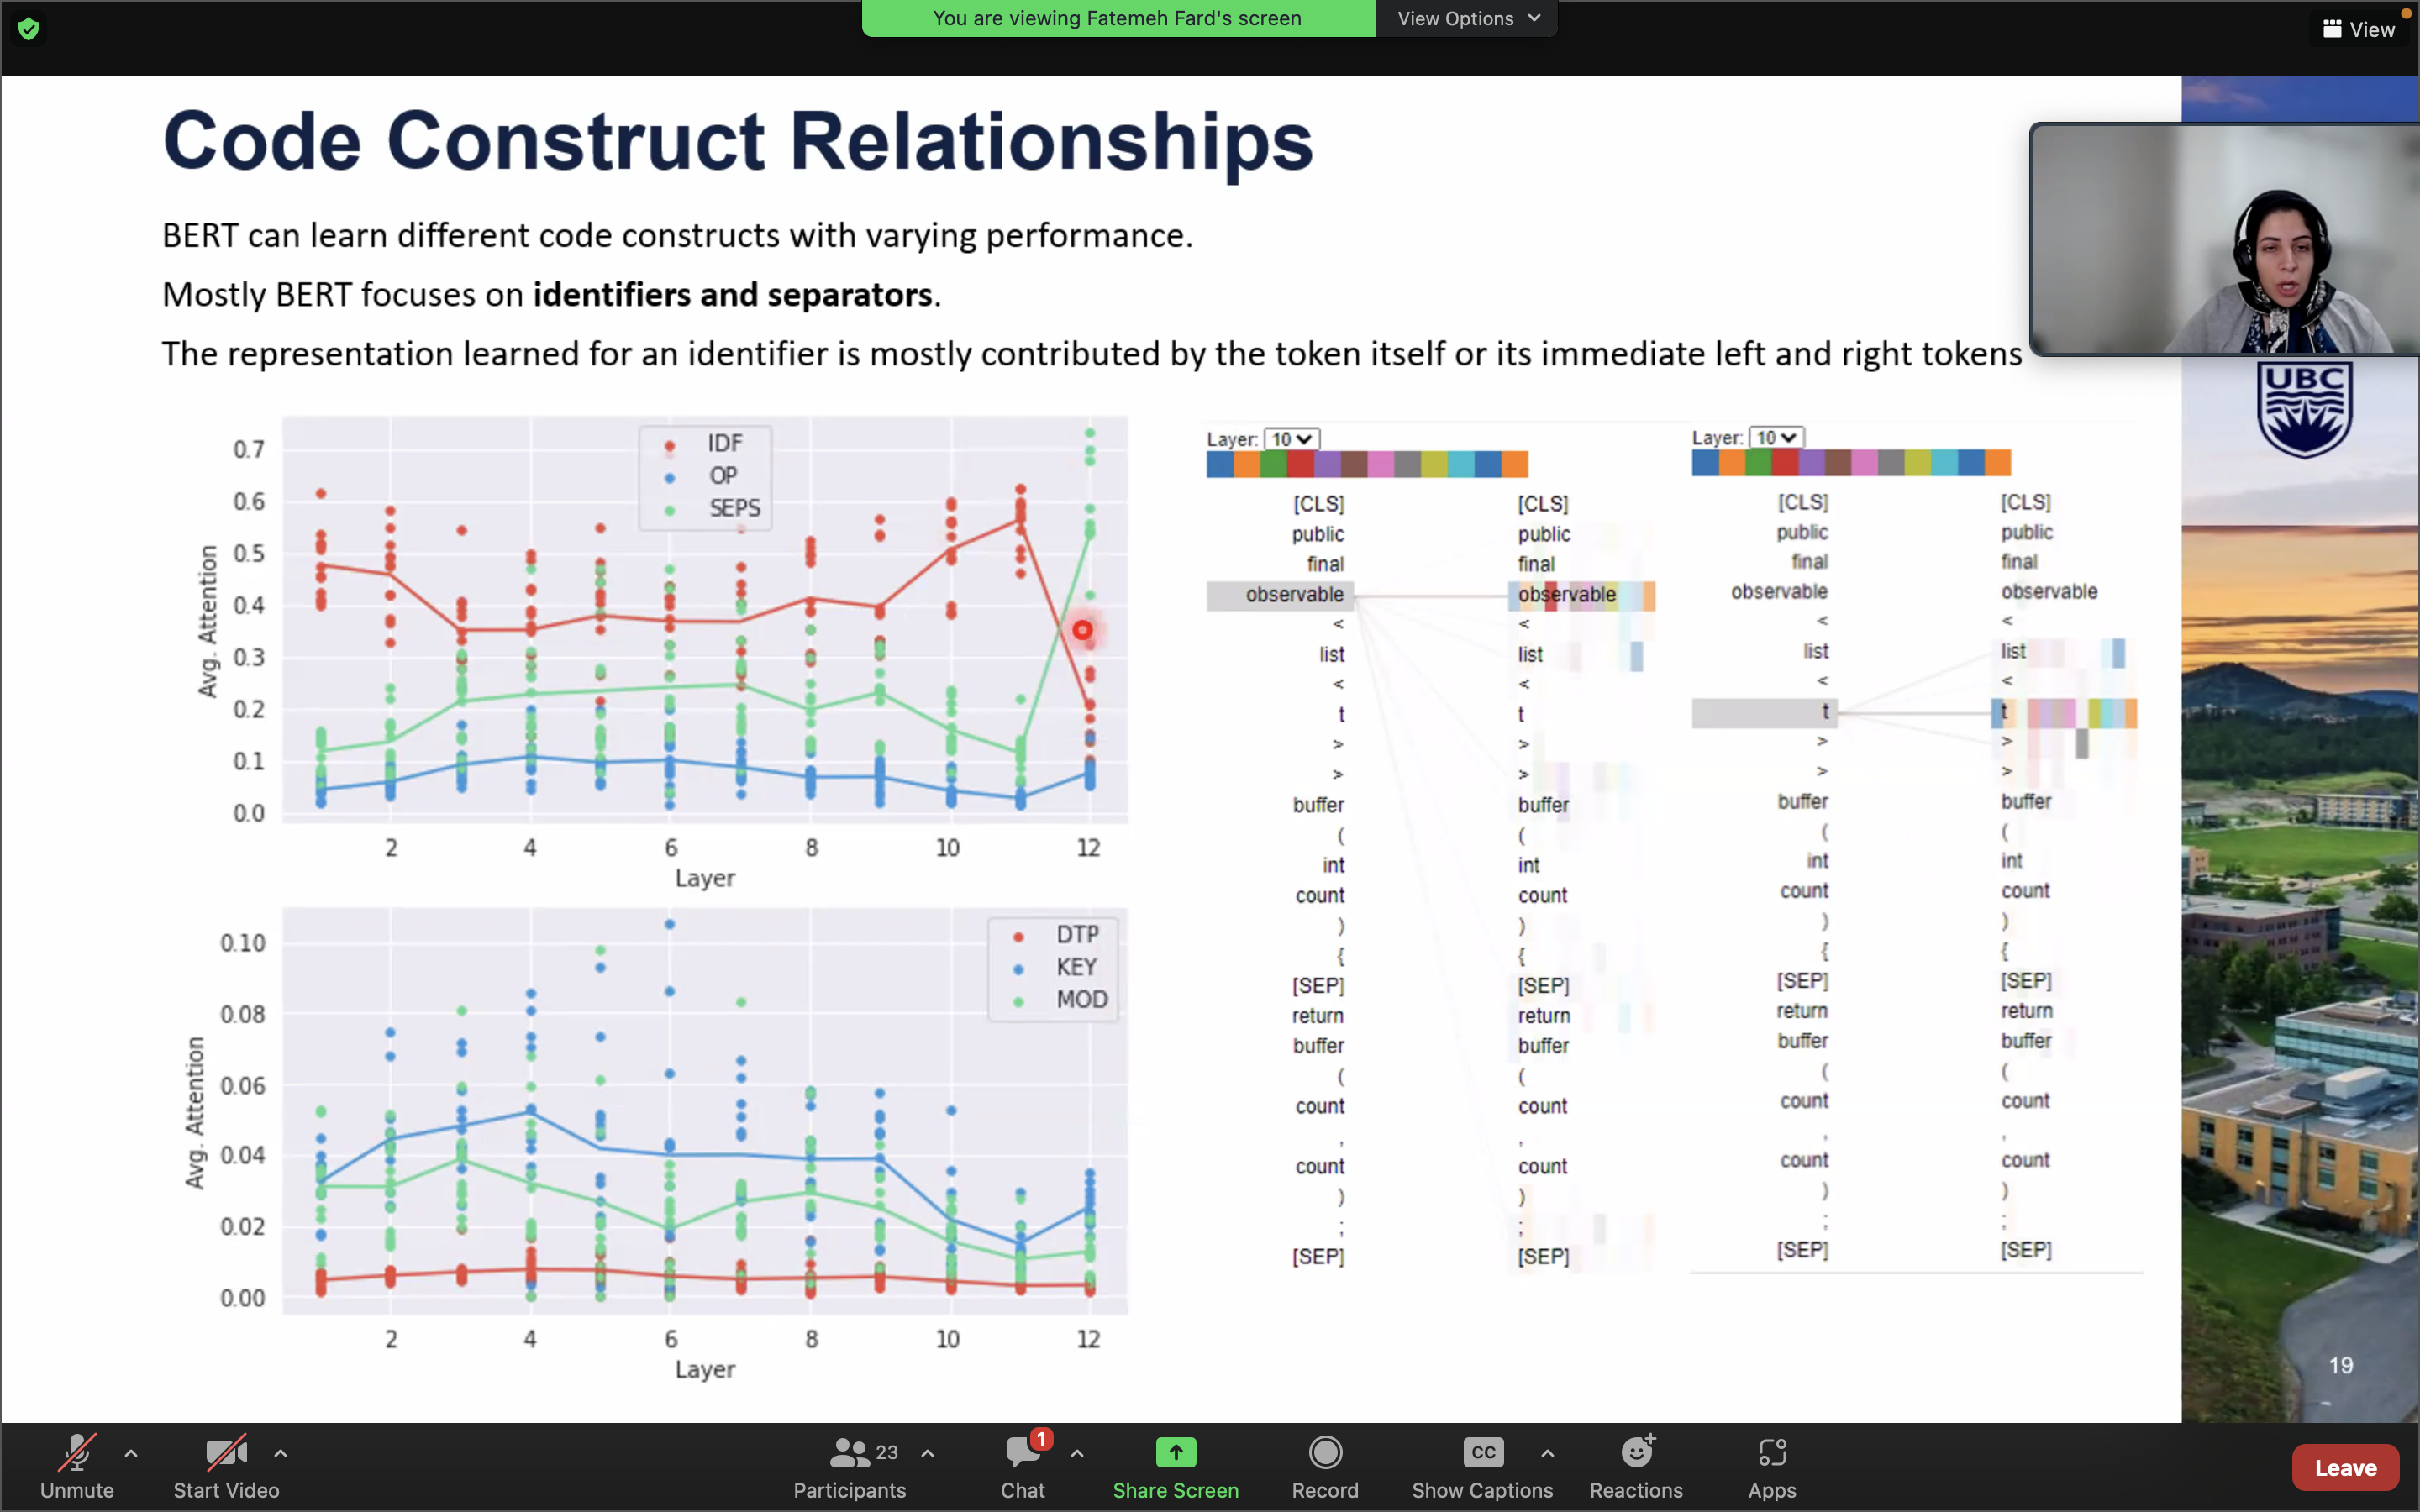 You are viewing Fatemeh Fard's screen
View Options
View
Code Construct Relationships
BERT can learn different code constructs with varying performance.
Mostly BERT focuses on identifiers and separators.
The representation learned for an identifier is mostly contributed by the token itself or its immediate left and right tokens
UBC
0.7
0.6
0.5
0.4
0.3
0.2
0.1
0.0
Avg. Attention
IDF
OP
SEPS
2 4 6 8 10 12
Layer
0.10
0.08
0.06
0.04
0.02
0.00
Avg. Attention
DTP
KEY
MOD
2 4 6 8 10 12
Layer
Layer: 10
[CLS] [CLS]
public public
final final
observable observable
< <
list list
< <
t t
> >
> >
buffer buffer
( (
int int
count count
) )
{ {
[SEP] [SEP]
return return
buffer buffer
( (
count count
, ,
count count
) )
; ;
[SEP] [SEP]
Layer: 10
[CLS] [CLS]
public public
final final
observable observable
< <
list list
< <
t t
> >
> >
buffer buffer
( (
int int
count count
) )
{ {
[SEP] [SEP]
return return
buffer buffer
( (
count count
, ,
count count
) )
; ;
[SEP] [SEP]
19
Unmute
Start Video
23
Participants
1
Chat
Share Screen
Record
CC
Show Captions
Reactions
Apps
Leave